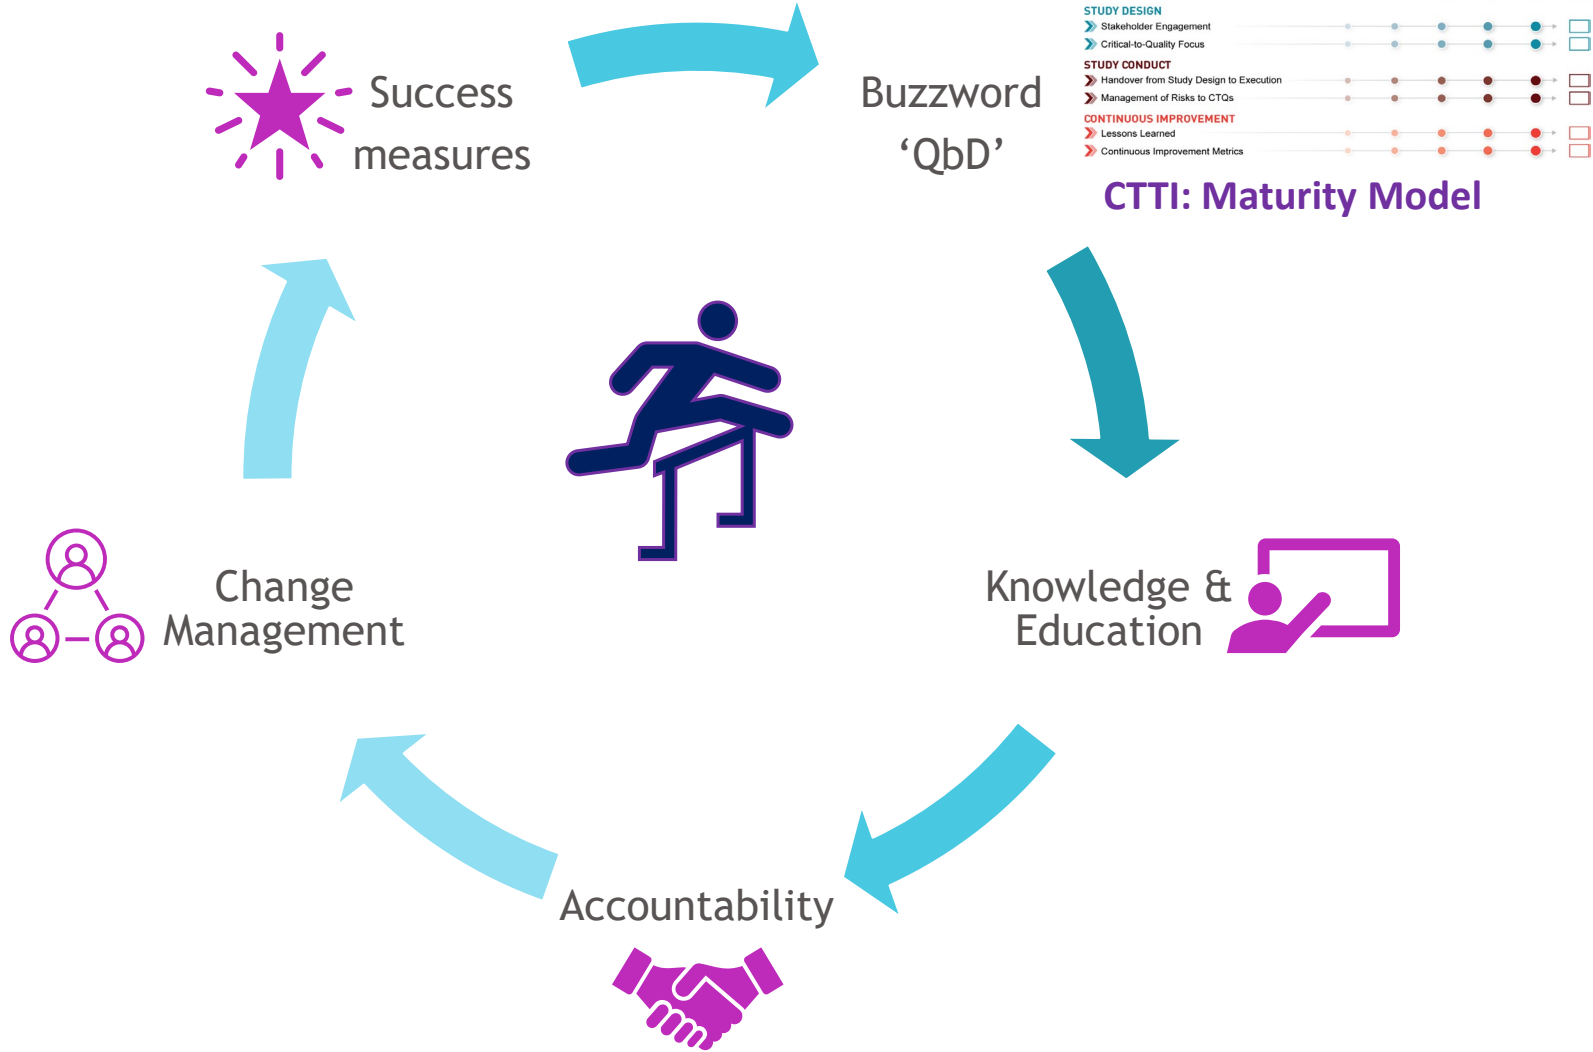 Success
measures
Buzzword
‘QbD’
STUDY DESIGN
Stakeholder Engagement
Critical-to-Quality Focus
STUDY CONDUCT
Handover from Study Design to Execution
Management of Risks to CTQs
CONTINUOUS IMPROVEMENT
Lessons Learned
Continuous Improvement Metrics
CTTI: Maturity Model
Knowledge &
Education
Accountability
Change
Management